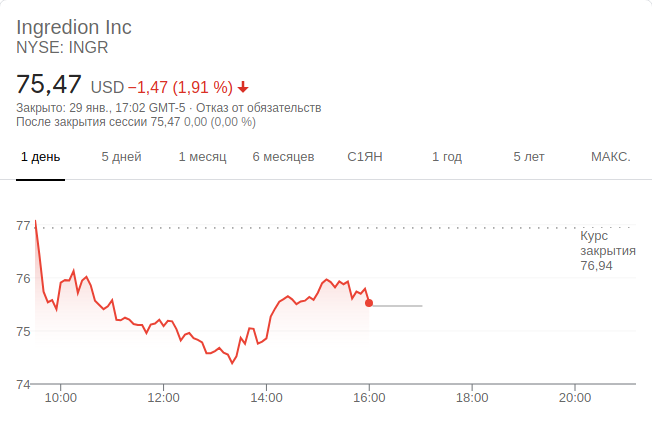 Ingredion Inc
NYSE: INGR
75,47 USD −1,47 (1,91 %)
Закрыто: 29 янв., 17:02 GMT-5 · Отказ от обязательств
После закрытия сессии 75,47 0,00 (0,00 %)
1 день 5 дней 1 месяц 6 месяцев С1ЯН 1 год 5 лет МАКС.
77
Курс
закрытия
76,94
76
75
74
10:00 12:00 14:00 16:00 18:00 20:00